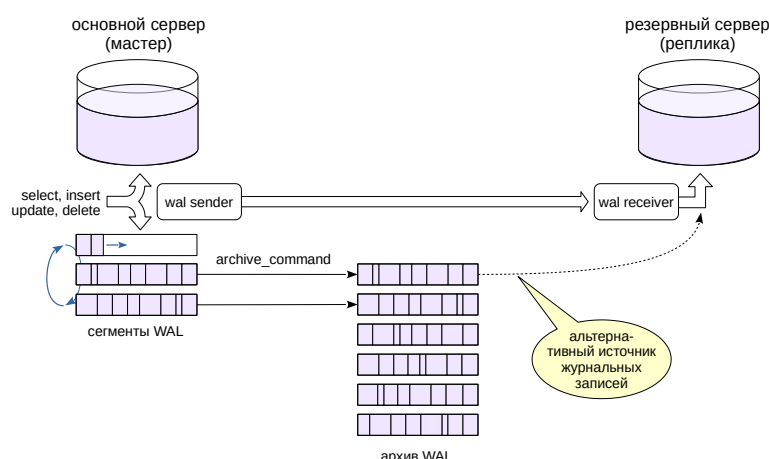 основной сервер
(мастер)
резервный сервер
(реплика)
select, insert
update, delete
wal sender
wal receiver
archive_command
сегменты WAL
альтерна-
тивный источник
журнальных
записей
архив WAL